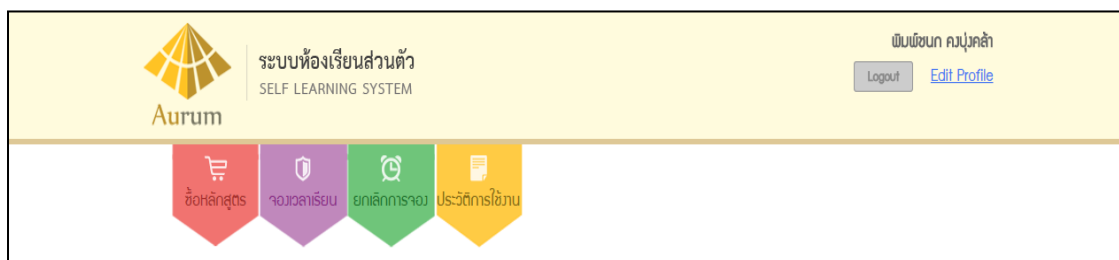 Aurum
ระบบห้องเรียนส่วนตัว
SELF LEARNING SYSTEM
พิมพ์ชนก คงบุ่งคล้า
Logout Edit Profile
ซื้อหลักสูตร จองเวลาเรียน ยกเลิกการจอง ประวัติการใช้งาน